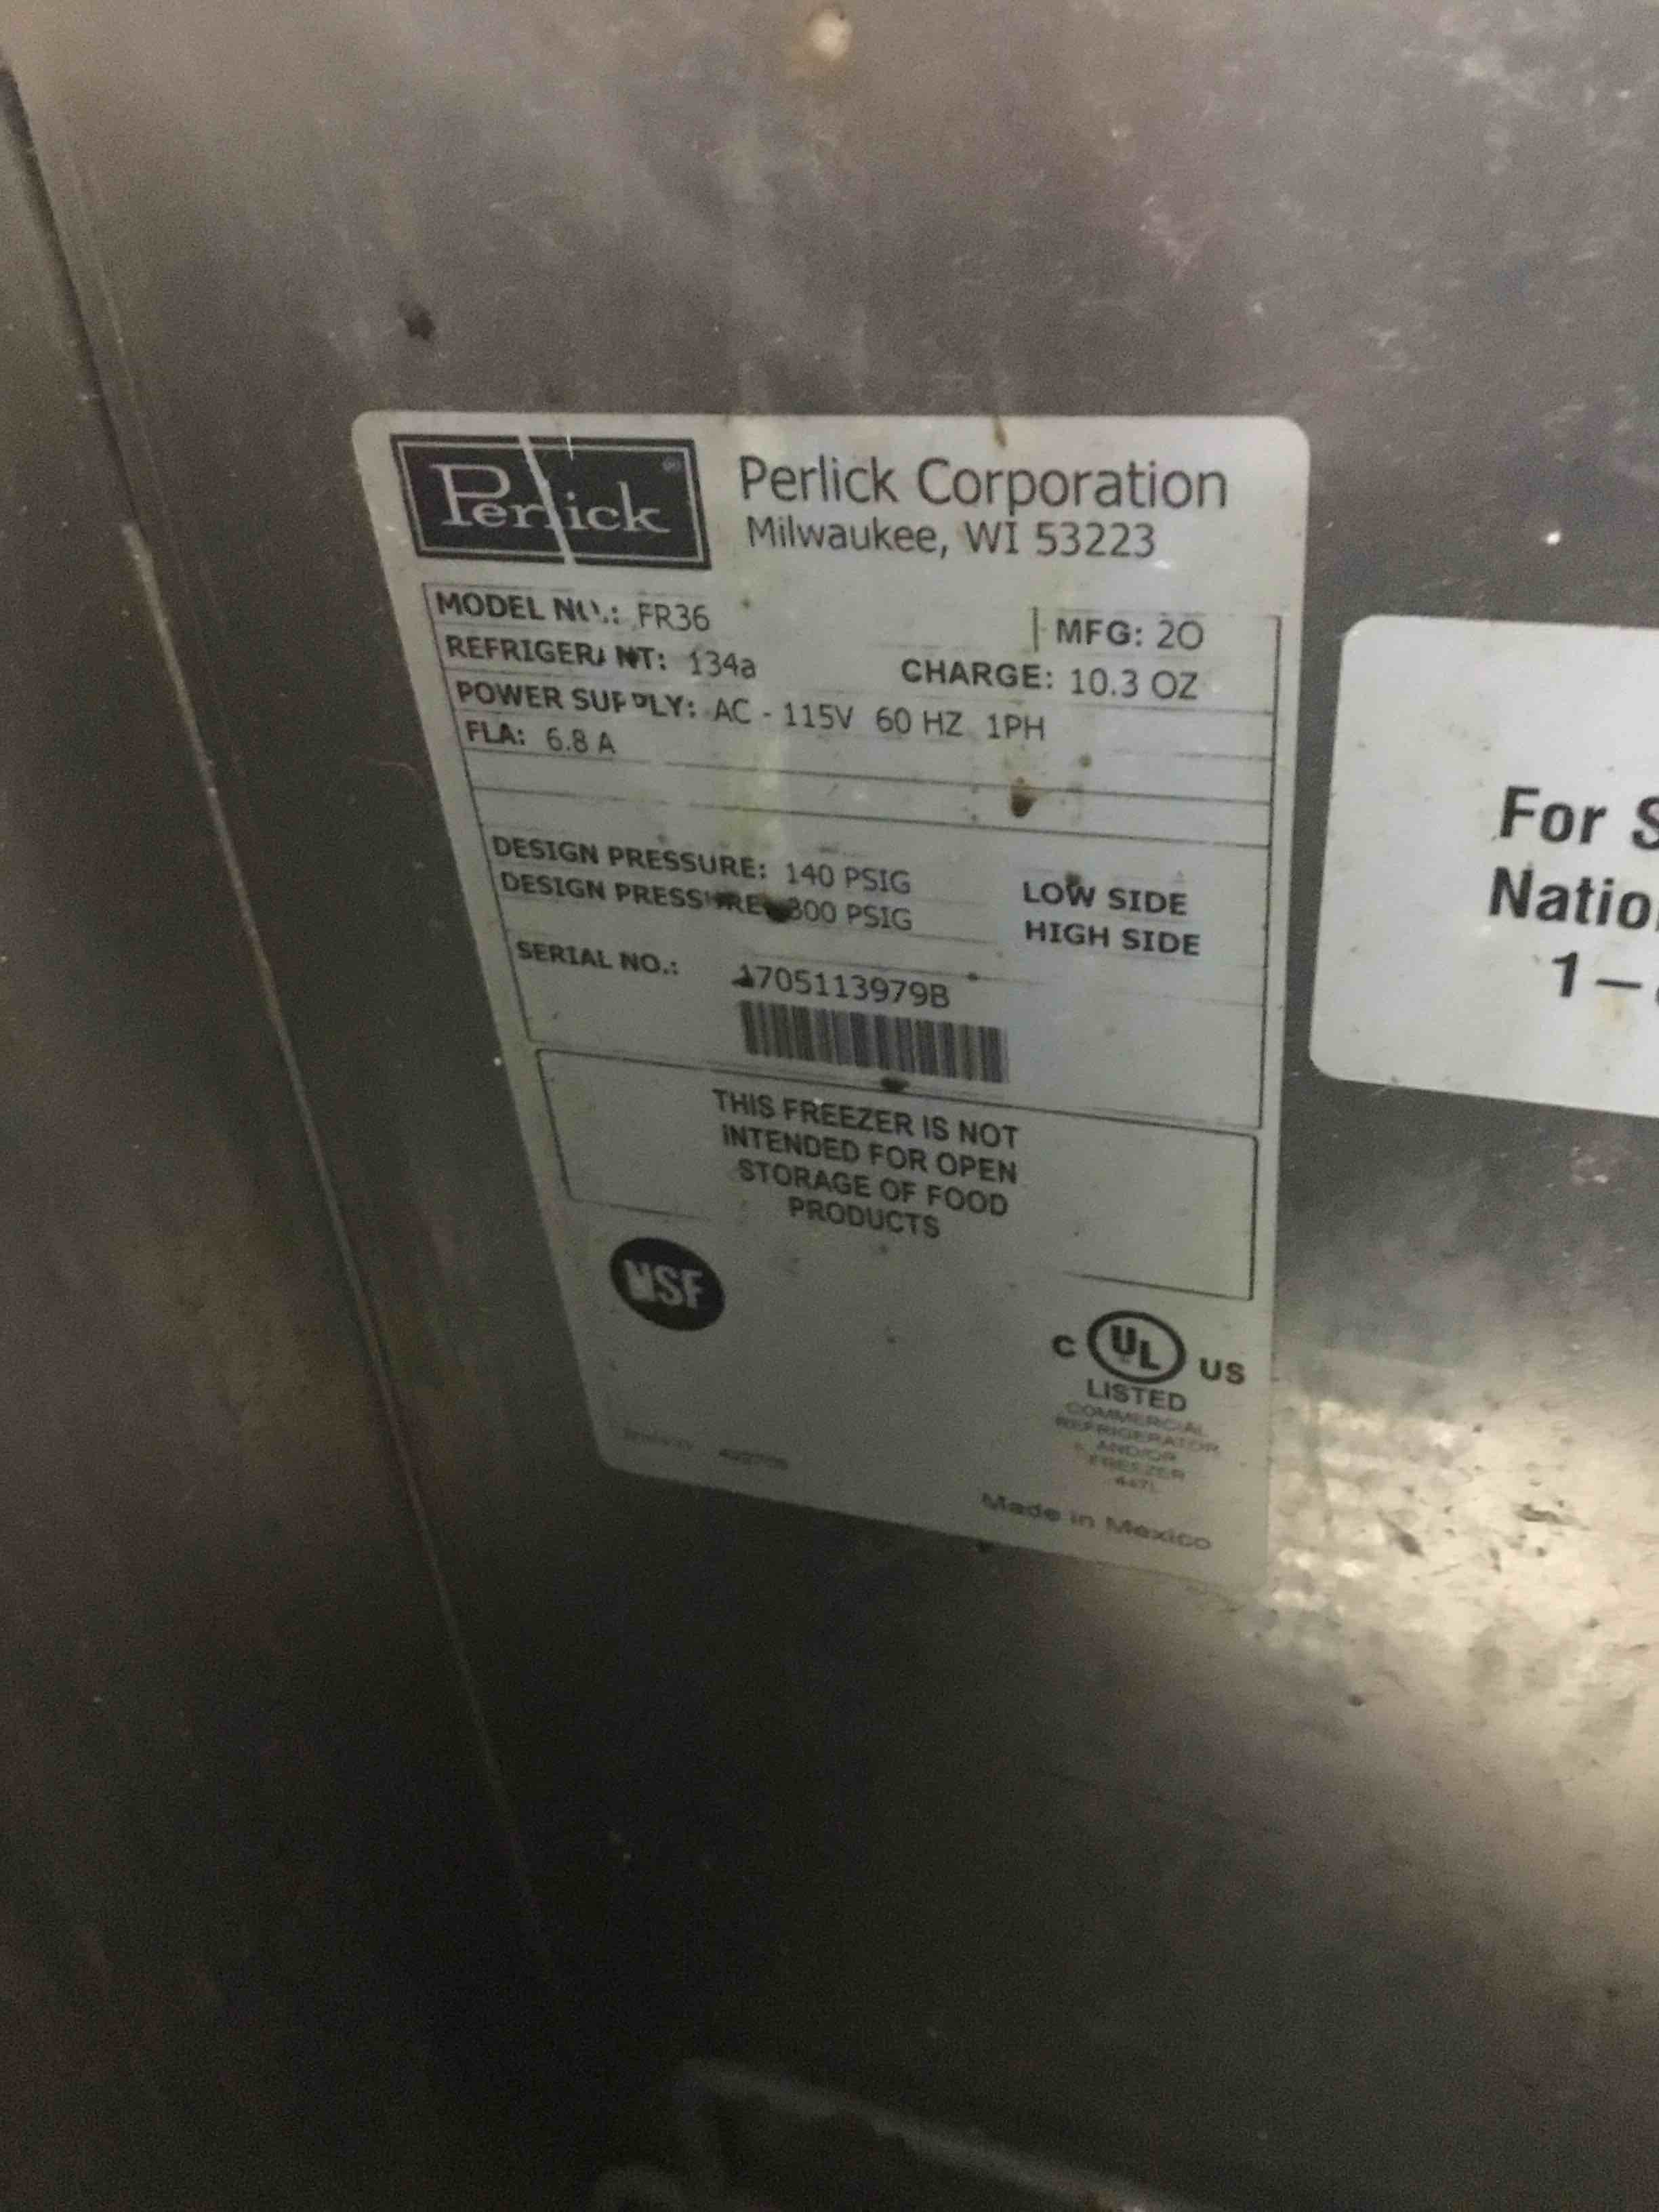 Perlick
Perlick Corporation
Milwaukee, WI 53223
MODEL NO.: FR36
MFG: 20
REFRIGERANT: 134a
CHARGE: 10.3 OZ
POWER SUPPLY: AC - 115V 60 HZ 1PH
FLA: 6.8 A
DESIGN PRESSURE: 140 PSIG LOW SIDE
DESIGN PRESSURE 300 PSIG HIGH SIDE
SERIAL NO.: 1705113979B
THIS FREEZER IS NOT
INTENDED FOR OPEN
STORAGE OF FOOD
PRODUCTS
NSF
C UL US
LISTED
COMMERCIAL
REFRIGERATOR
AND/OR
FREEZER
447L
Made in Mexico
For S
Natio
1-